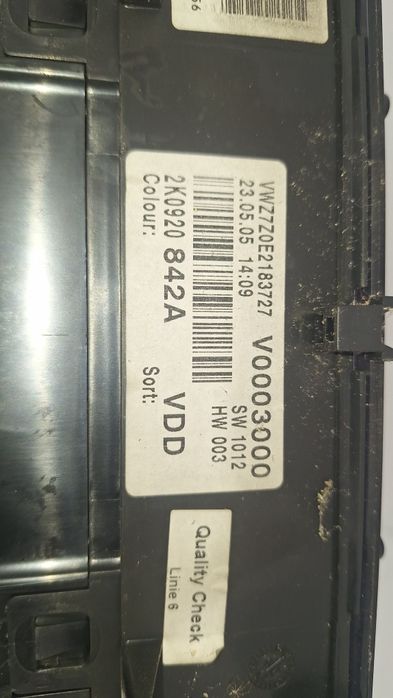 66
VWZ7Z0E2183727 V0003000
23.05.05 14:09 SW 1012
HW 003
2K0920 842A VDD
Colour: Sort:
Quality Check
Linie 6